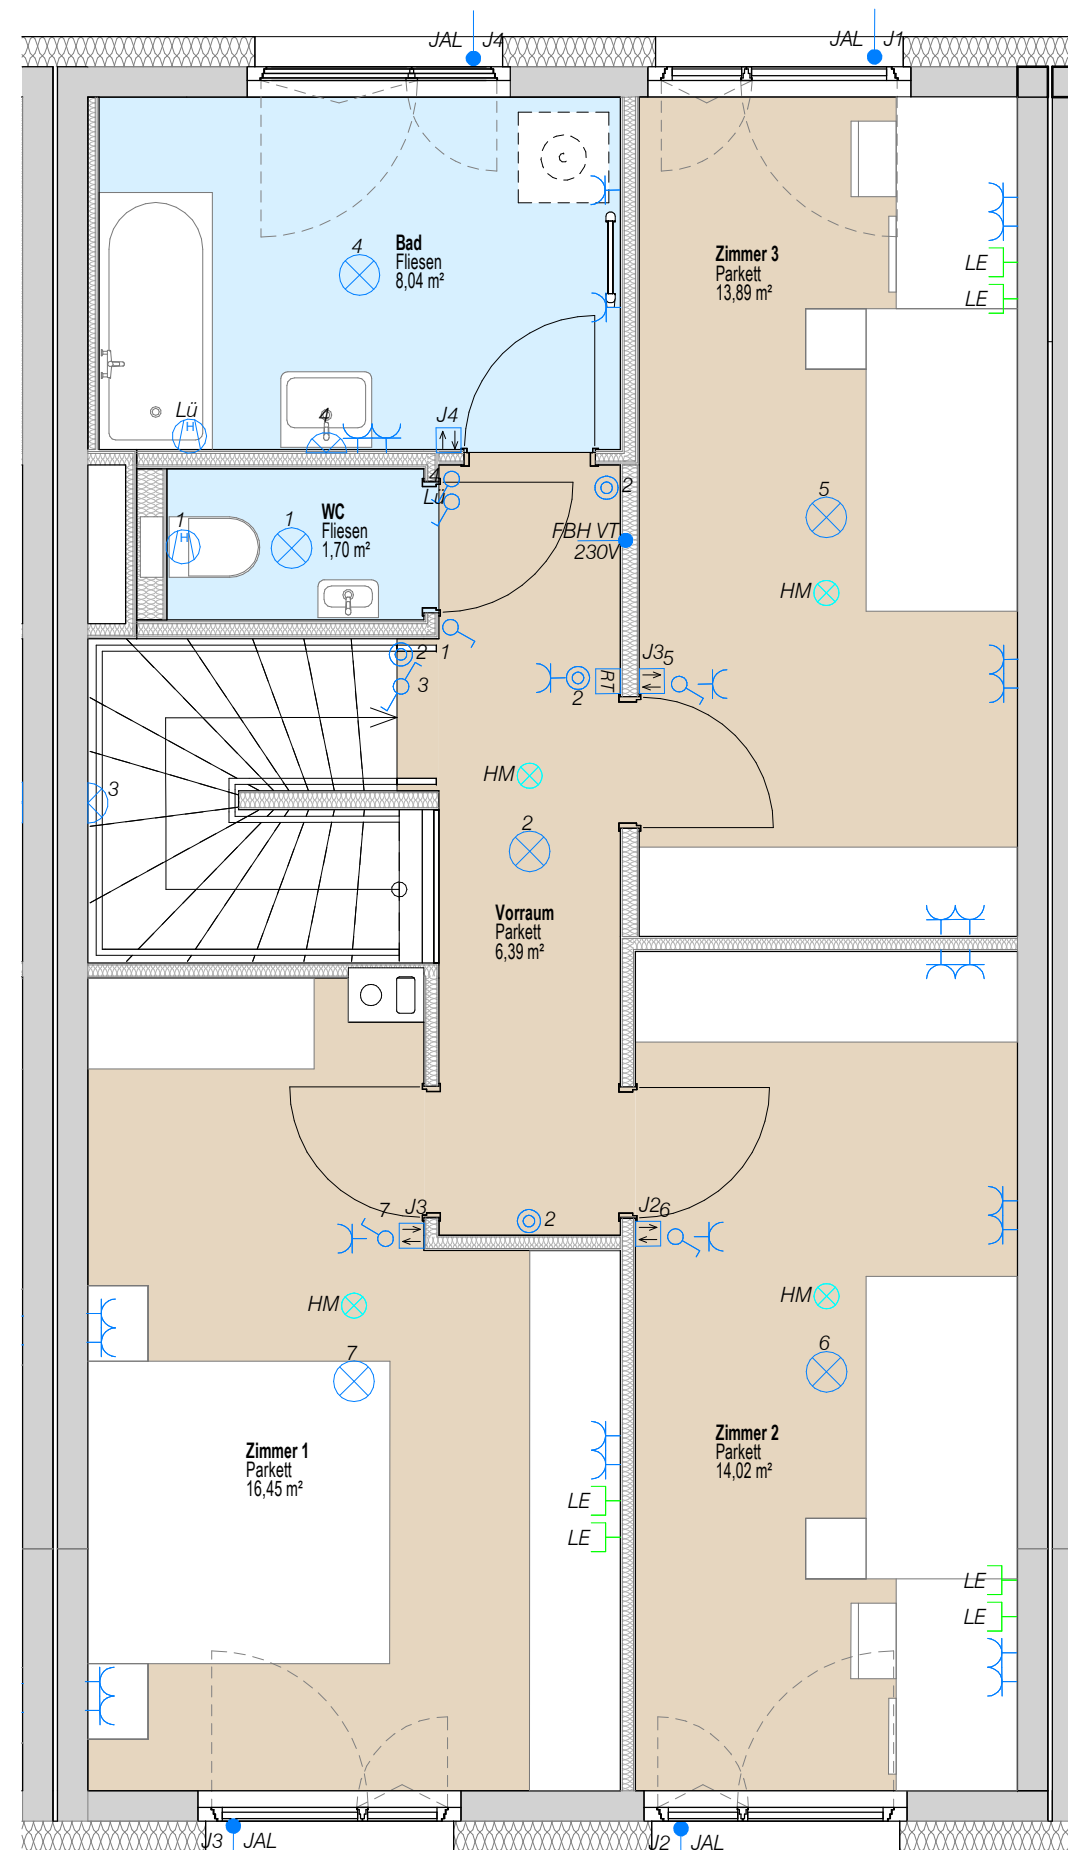 JAL J4
JAL J1
4
Bad
Fliesen
8,04 m²
Zimmer 3
Parkett
13,89 m²
LE
LE
Lü
4
J4
4
Lü
2
1
1
WC
Fliesen
1,70 m²
FBH VT
230V
5
HM
2 1
3
2
RT
J3 5
HM
3
2
Vorraum
Parkett
6,39 m²
7 J3
2
J2 6
HM
HM
7
6
Zimmer 1
Parkett
16,45 m²
Zimmer 2
Parkett
14,02 m²
LE
LE
LE
LE
J3 JAL
J2 JAL
H
H